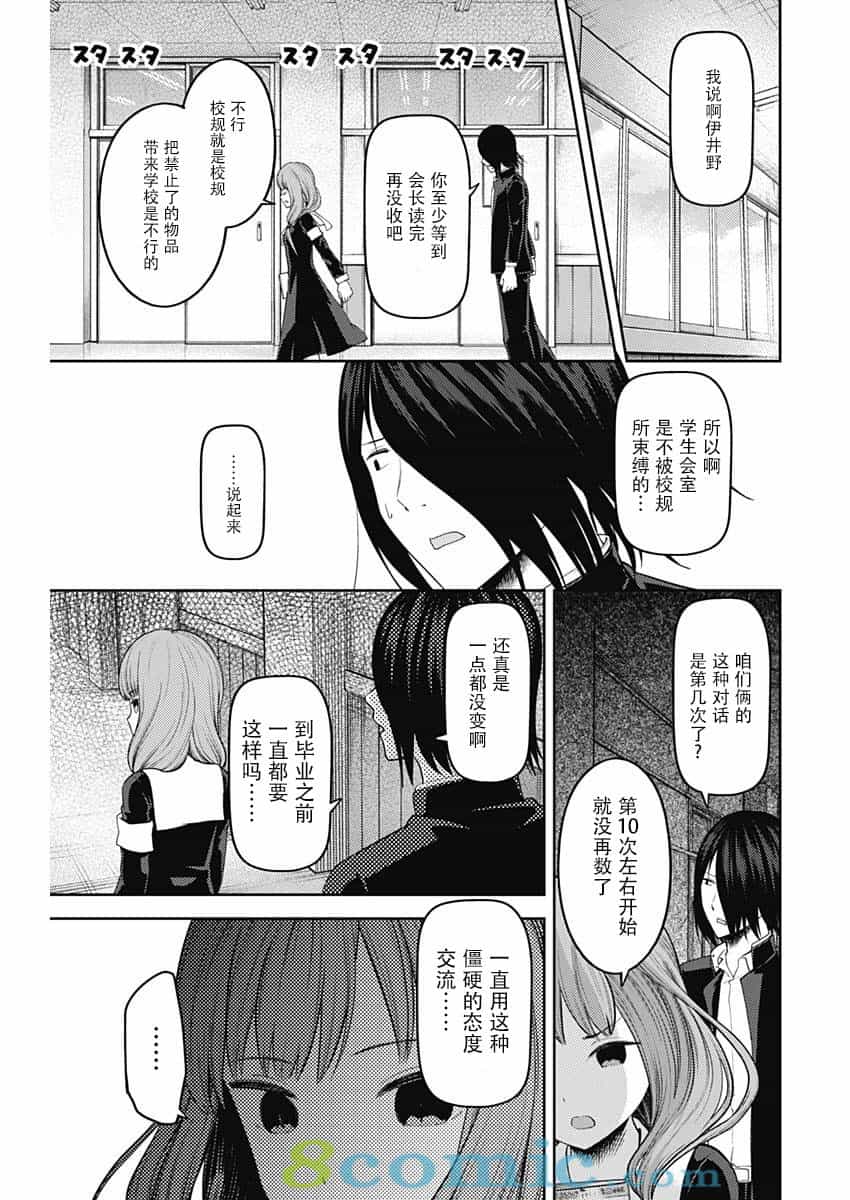 我说啊伊井野
スタ スタ
スタ スタ
スタ スタ
你至少等到
会长读完
再没收吧
不行
校规就是校规
把禁止了的物品
带来学校是不行的
所以啊
学生会室
是不被校规
所束缚的…
……说起来
咱们俩的
这种对话
是第几次了?
第10次左右开始
就没再数了
还真是
一点都没变啊
到毕业之前
一直都要
这样吗……
一直用这种
僵硬的态度
交流……
……
8comic.com